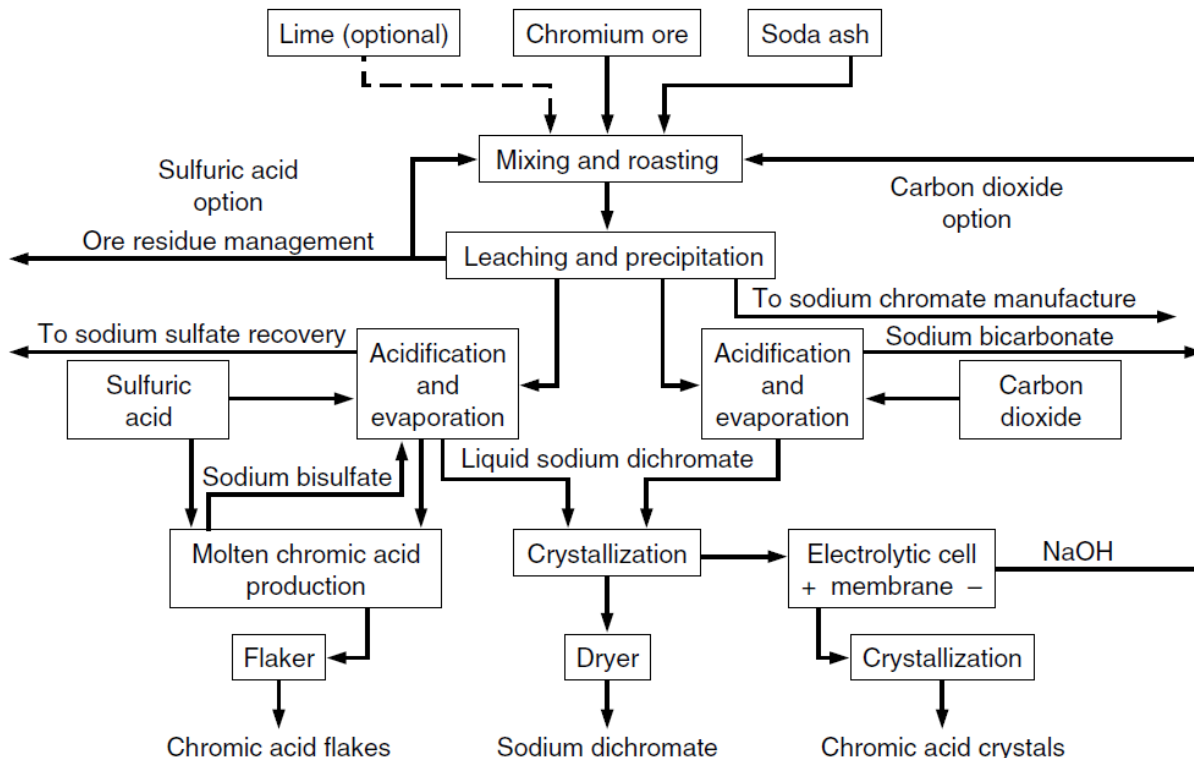 Lime (optional)
Chromium ore
Soda ash
Mixing and roasting
Sulfuric acid
option
Carbon dioxide
option
Ore residue management
Leaching and precipitation
To sodium chromate manufacture
To sodium sulfate recovery
Sodium bicarbonate
Acidification
and
evaporation
Acidification
and
evaporation
Sulfuric
acid
Carbon
dioxide
Sodium bisulfate
Liquid sodium dichromate
Molten chromic acid
production
Crystallization
Electrolytic cell
+ membrane –
NaOH
Flaker
Dryer
Crystallization
Chromic acid flakes
Sodium dichromate
Chromic acid crystals